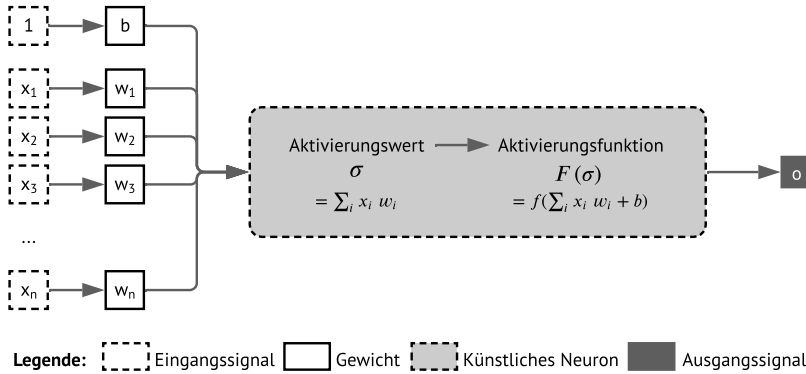 1 b
x₁ w₁
x₂ w₂
x₃ w₃
...
xₙ wₙ
Aktivierungswert Aktivierungsfunktion
σ F (σ)
= ∑ᵢ xᵢ wᵢ = f(∑ᵢ xᵢ wᵢ + b)
o
Legende: Eingangssignal Gewicht Künstliches Neuron Ausgangssignal